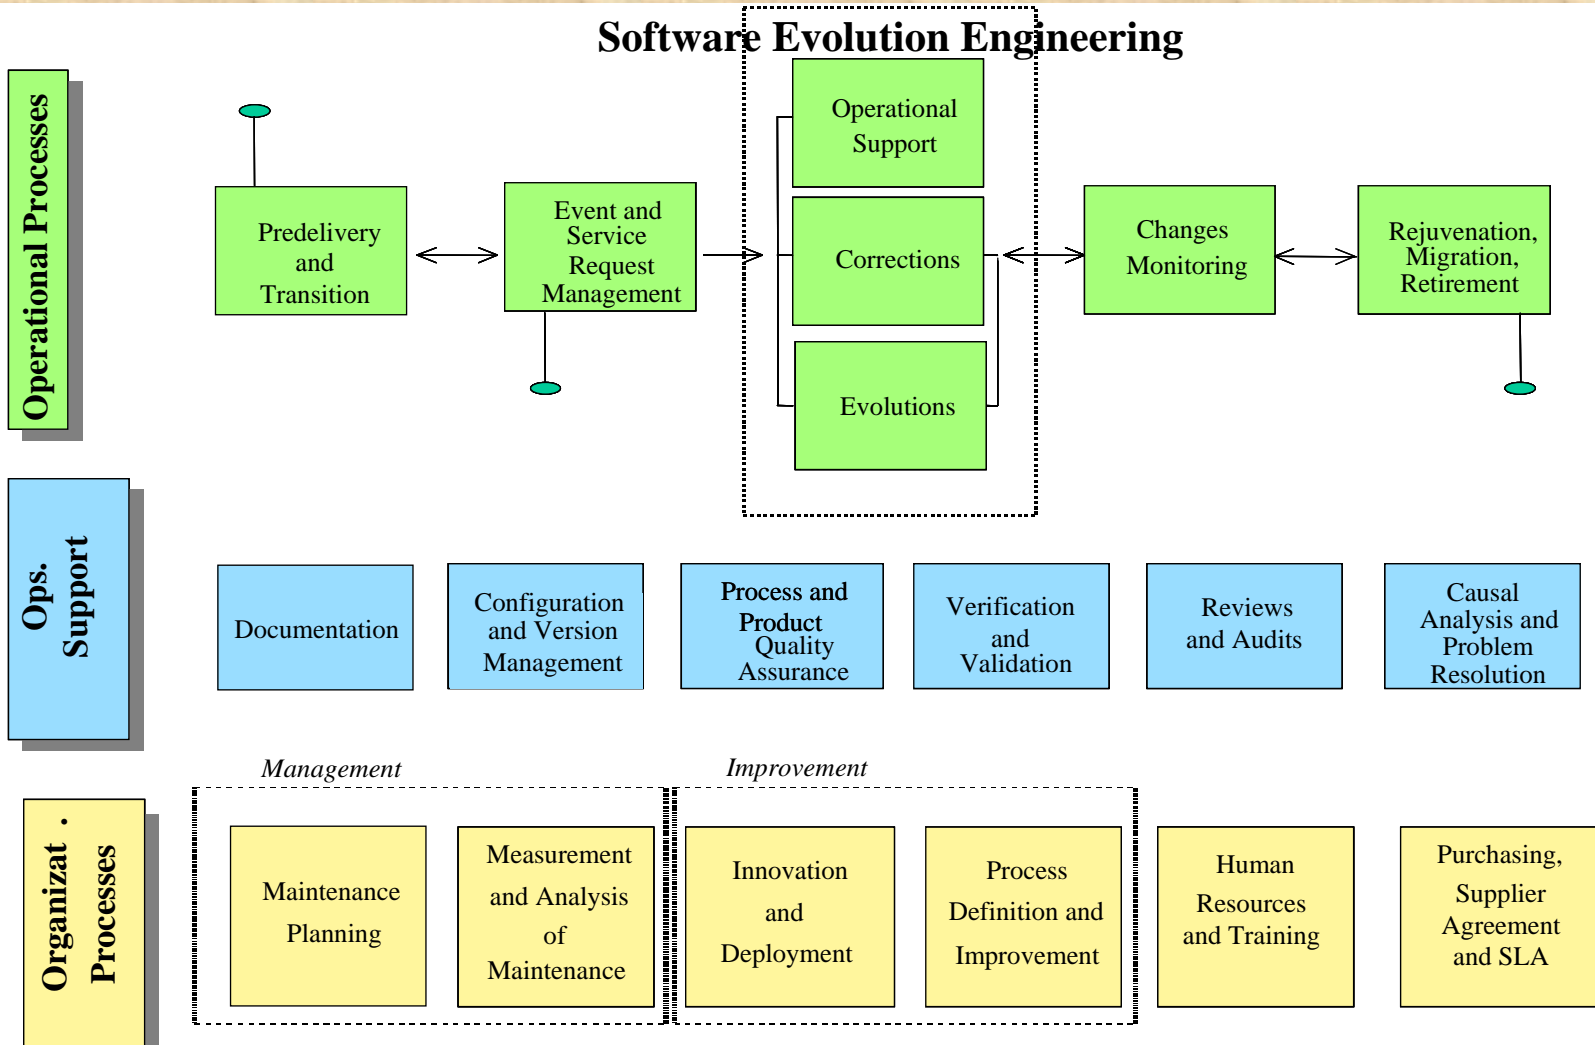 Software Evolution Engineering
Operational Processes
Predelivery
and
Transition
Event and
Service
Request
Management
Operational
Support
Corrections
Evolutions
Changes
Monitoring
Rejuvenation,
Migration,
Retirement
Ops.
Support
Documentation
Configuration
and Version
Management
Process and
Product
Quality
Assurance
Verification
and
Validation
Reviews
and Audits
Causal
Analysis and
Problem
Resolution
Management
Improvement
Organizat .
Processes
Maintenance
Planning
Measurement
and Analysis
of
Maintenance
Innovation
and
Deployment
Process
Definition and
Improvement
Human
Resources
and Training
Purchasing,
Supplier
Agreement
and SLA